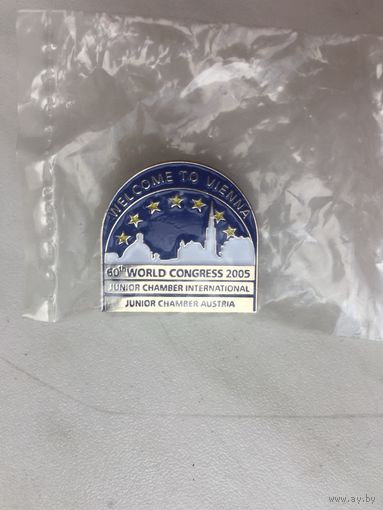 WELCOME TO VIENNA
60th WORLD CONGRESS 2005
JUNIOR CHAMBER INTERNATIONAL
JUNIOR CHAMBER AUSTRIA
www.ay.by